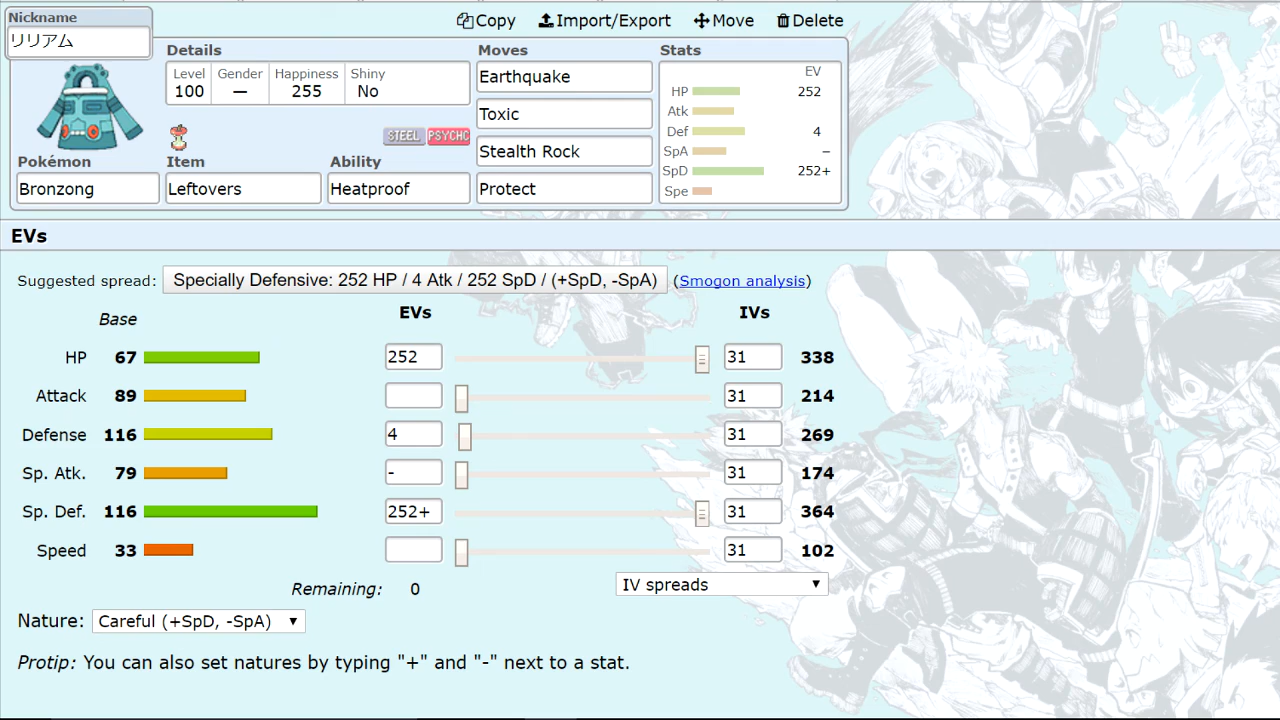 Nickname
リリアム
Copy Import/Export Move Delete
Details
Level Gender Happiness Shiny
100 — 255 No
STEEL PSYCHC
Pokémon Item Ability
Bronzong Leftovers Heatproof
Moves
Earthquake
Toxic
Stealth Rock
Protect
Stats
EV
HP 252
Atk
Def 4
SpA –
SpD 252+
Spe
EVs
Suggested spread: Specially Defensive: 252 HP / 4 Atk / 252 SpD / (+SpD, -SpA) (Smogon analysis)
Base EVs IVs
HP 67 252 31 338
Attack 89 31 214
Defense 116 4 31 269
Sp. Atk. 79 - 31 174
Sp. Def. 116 252+ 31 364
Speed 33 31 102
Remaining: 0 IV spreads
Nature: Careful (+SpD, -SpA)
Protip: You can also set natures by typing "+" and "-" next to a stat.